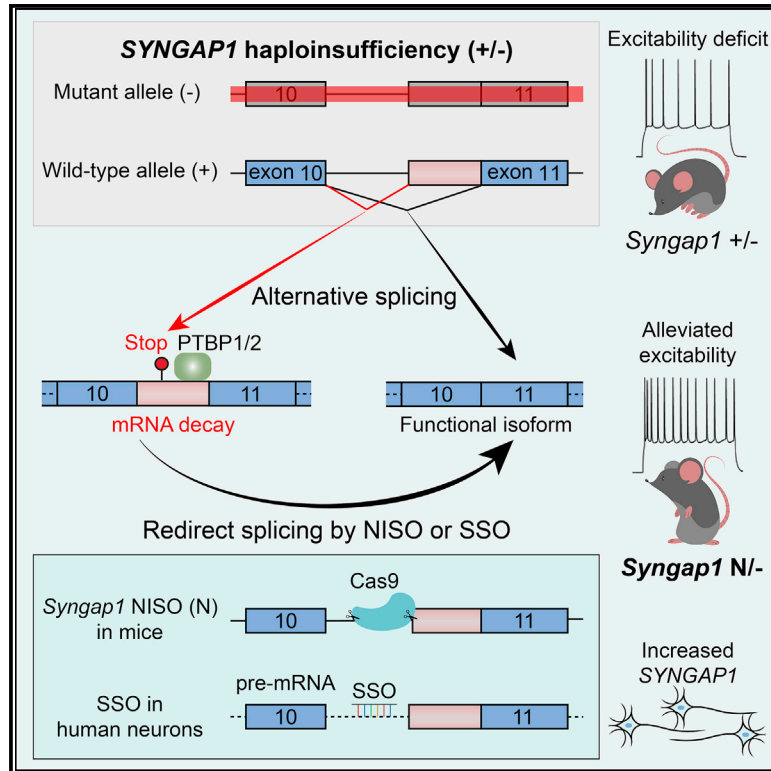 SYNGAP1 haploinsufficiency (+/-)
Mutant allele (-)
10
11
Wild-type allele (+)
exon 10
exon 11
Excitability deficit
Syngap1 +/-
Alternative splicing
Stop
PTBP1/2
10
11
mRNA decay
10
11
Functional isoform
Alleviated
excitability
Syngap1 N/-
Redirect splicing by NISO or SSO
Syngap1 NISO (N)
in mice
Cas9
10
11
SSO in
human neurons
pre-mRNA
SSO
10
11
Increased
SYNGAP1